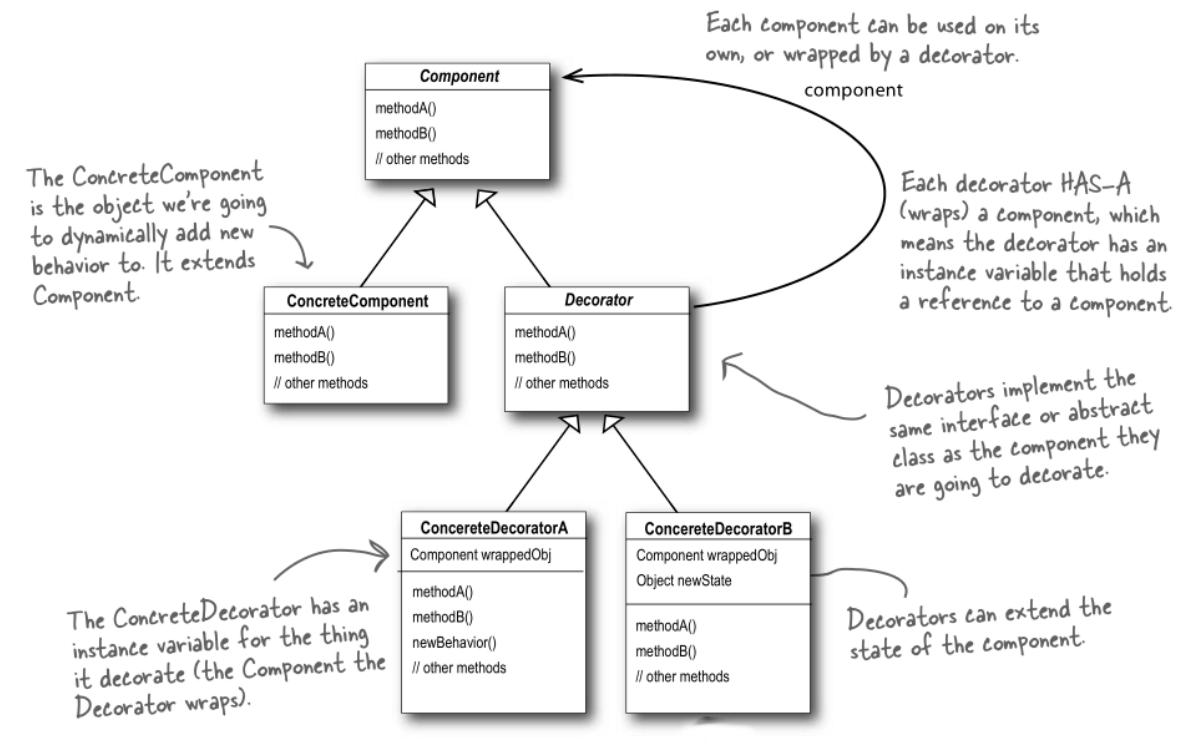 Each component can be used on its
own, or wrapped by a decorator.
component
Component
methodA()
methodB()
// other methods
The ConcreteComponent
is the object we're going
to dynamically add new
behavior to. It extends
Component.
Each decorator HAS-A
(wraps) a component, which
means the decorator has an
instance variable that holds
a reference to a component.
ConcreteComponent
methodA()
methodB()
// other methods
Decorator
methodA()
methodB()
// other methods
Decorators implement the
same interface or abstract
class as the component they
are going to decorate.
ConcereteDecoratorA
Component wrappedObj
methodA()
methodB()
newBehavior()
// other methods
ConcereteDecoratorB
Component wrappedObj
Object newState
methodA()
methodB()
// other methods
The ConcreteDecorator has an
instance variable for the thing
it decorate (the Component the
Decorator wraps).
Decorators can extend the
state of the component.